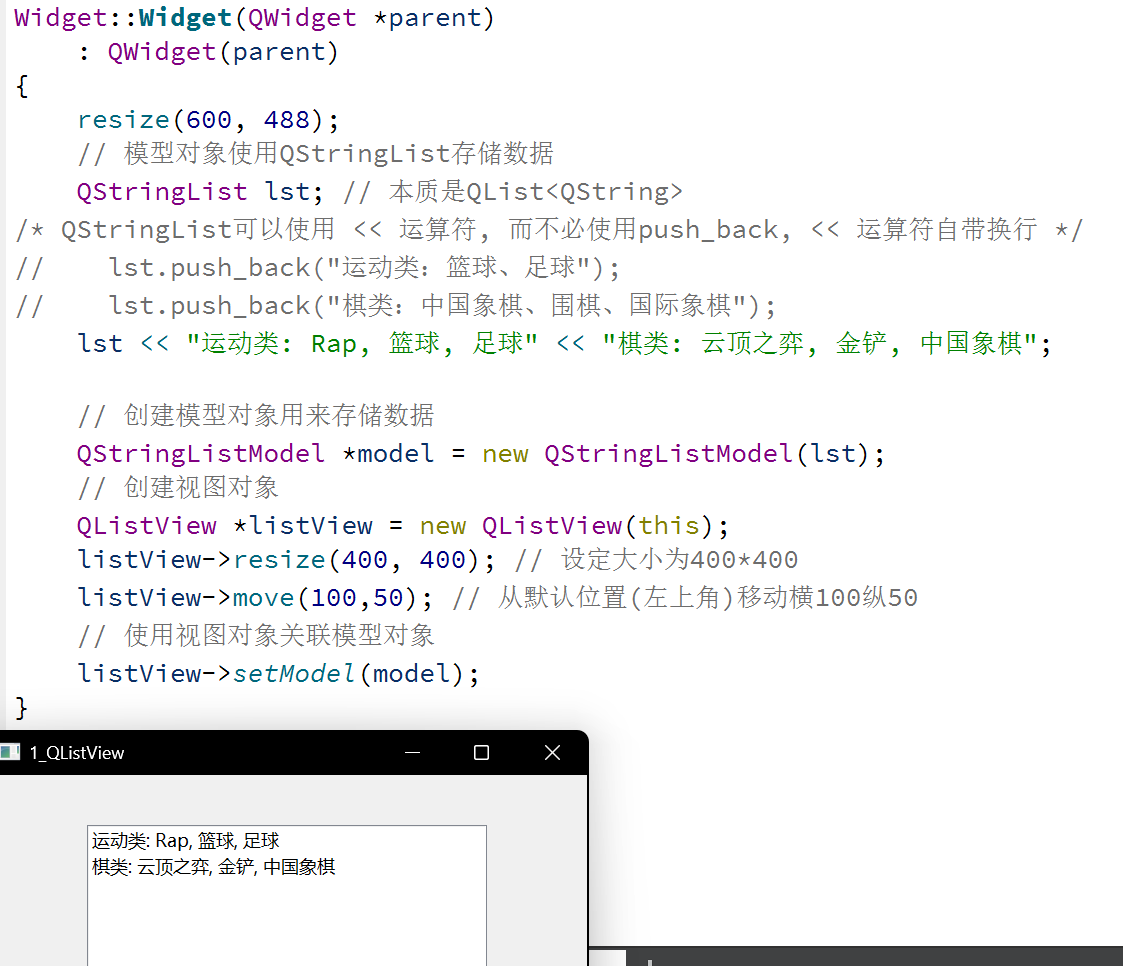 Widget::Widget(QWidget *parent)
    : QWidget(parent)
{
    resize(600, 488);
    // 模型对象使用QStringList存储数据
    QStringList lst; // 本质是QList<QString>
/* QStringList可以使用 << 运算符, 而不必使用push_back, << 运算符自带换行 */
//    lst.push_back("运动类: 篮球、足球");
//    lst.push_back("棋类: 中国象棋、围棋、国际象棋");
    lst << "运动类: Rap, 篮球, 足球" << "棋类: 云顶之弈, 金铲, 中国象棋";
    // 创建模型对象用来存储数据
    QStringListModel *model = new QStringListModel(lst);
    // 创建视图对象
    QListView *listView = new QListView(this);
    listView->resize(400, 400); // 设定大小为400*400
    listView->move(100,50); // 从默认位置(左上角)移动横100纵50
    // 使用视图对象关联模型对象
    listView->setModel(model);
}
1_QListView
运动类: Rap, 篮球, 足球
棋类: 云顶之弈, 金铲, 中国象棋